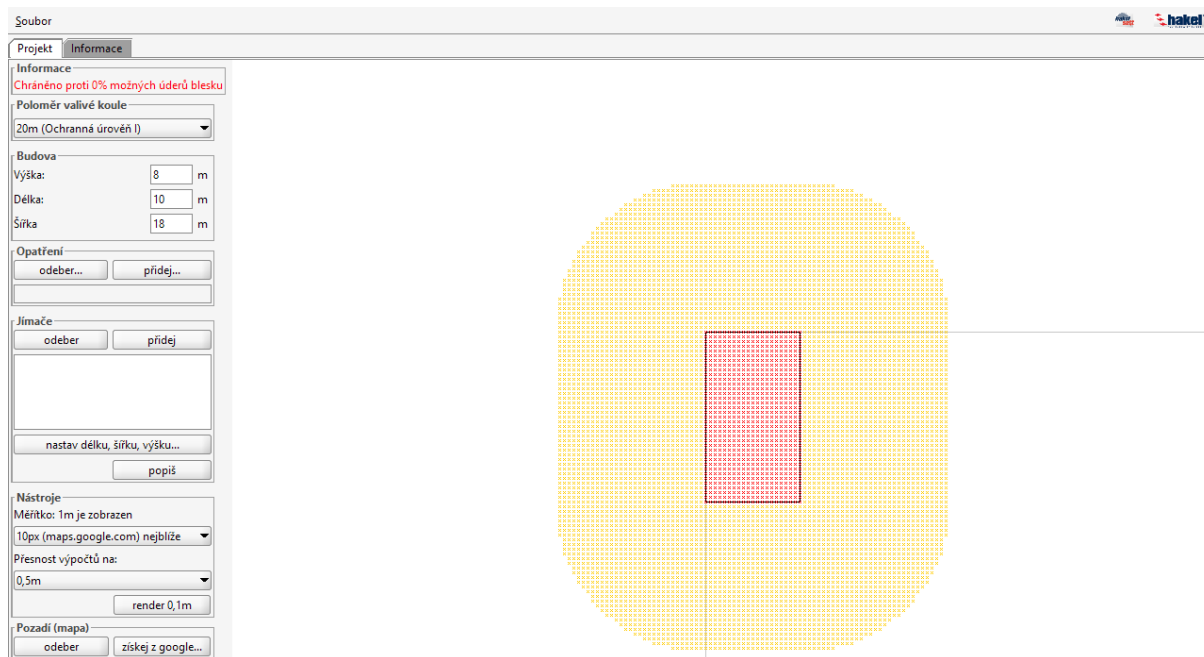 Soubor
hakel
Projekt Informace
Informace
Chráněno proti 0% možných úderů blesku
Poloměr valivé koule
20m (Ochranná úrověň I)
Budova
Výška: 8 m
Délka: 10 m
Šířka 18 m
Opatření
odeber... přidej...
Jímače
odeber přidej
nastav délku, šířku, výšku...
popiš
Nástroje
Měřítko: 1m je zobrazen
10px (maps.google.com) nejblíže
Přesnost výpočtů na:
0,5m
render 0,1m
Pozadí (mapa)
odeber získej z google...